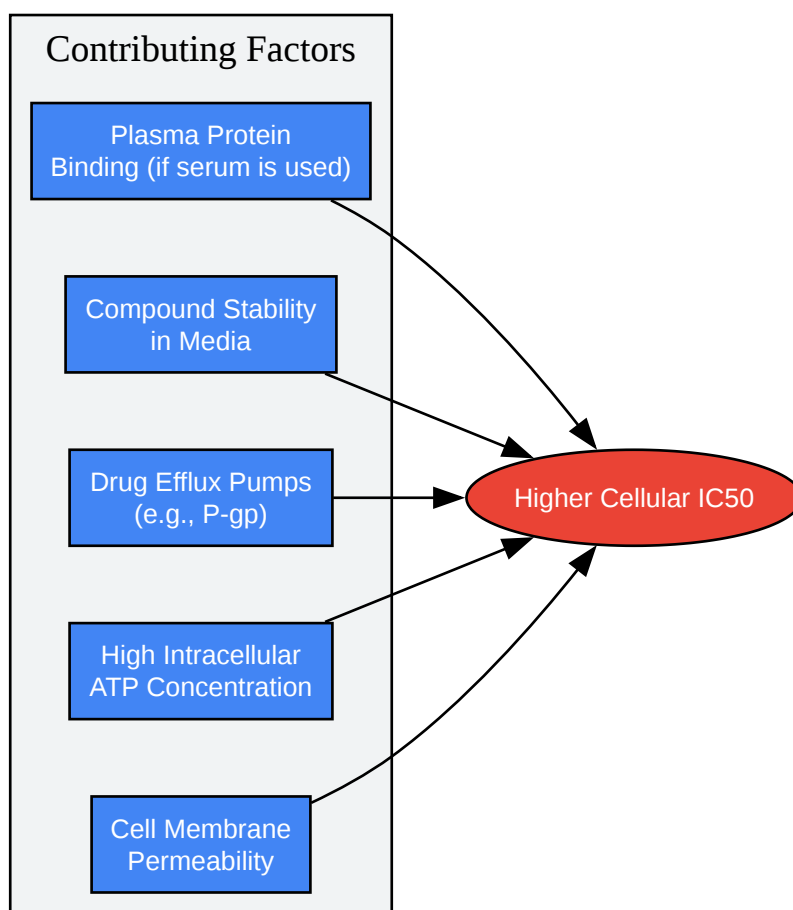 Contributing Factors
Plasma Protein
Binding (if serum is used)
Compound Stability
in Media
Drug Efflux Pumps
(e.g., P-gp)
Higher Cellular IC50
High Intracellular
ATP Concentration
Cell Membrane
Permeability